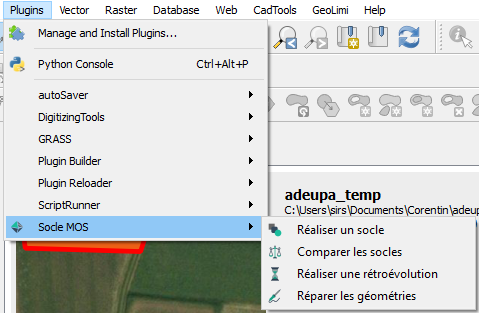 Plugins Vector Raster Database Web CadTools GeoLimi
Manage and Install Plugins...
Python Console Ctrl+Alt+P
autoSaver
DigitizingTools
GRASS
Plugin Builder
Plugin Reloader
ScriptRunner
adeupa_temp
C:\Users\sirs\Documents\Corentin\adeup
Socle MOS
Réaliser un socle
Comparer les socles
Réaliser une rétroévolution
Réparer les géométries